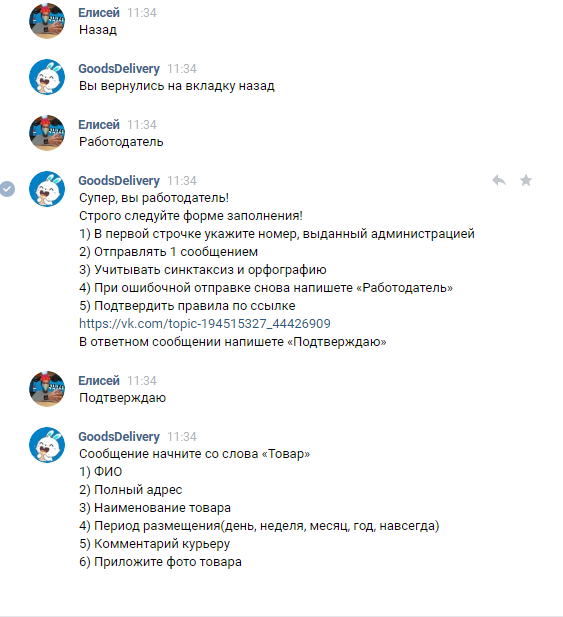 Елисей 11:34
Назад
GoodsDelivery 11:34
Вы вернулись на вкладку назад
Елисей 11:34
Работодатель
GoodsDelivery 11:34
Супер, вы работодатель!
Строго следуйте форме заполнения!
1) В первой строчке укажите номер, выданный администрацией
2) Отправлять 1 сообщением
3) Учитывать синктаксиз и орфографию
4) При ошибочной отправке снова напишете «Работодатель»
5) Подтвердить правила по ссылке
https://vk.com/topic-194515327_44426909
В ответном сообщении напишете «Подтверждаю»
Елисей 11:34
Подтверждаю
GoodsDelivery 11:34
Сообщение начните со слова «Товар»
1) ФИО
2) Полный адрес
3) Наименование товара
4) Период размещения(день, неделя, месяц, год, навсегда)
5) Комментарий курьеру
6) Приложите фото товара